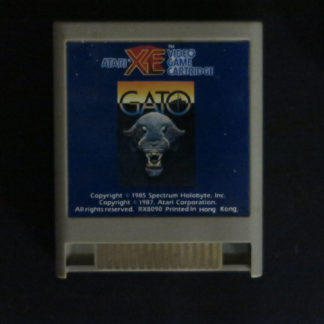 ATARI XE™ VIDEO
GAME
CARTRIDGE
GATO
Copyright © 1985 Spectrum Holobyte, Inc.
Copyright © 1987, Atari Corporation.
All rights reserved. RX8090 Printed in Hong Kong.